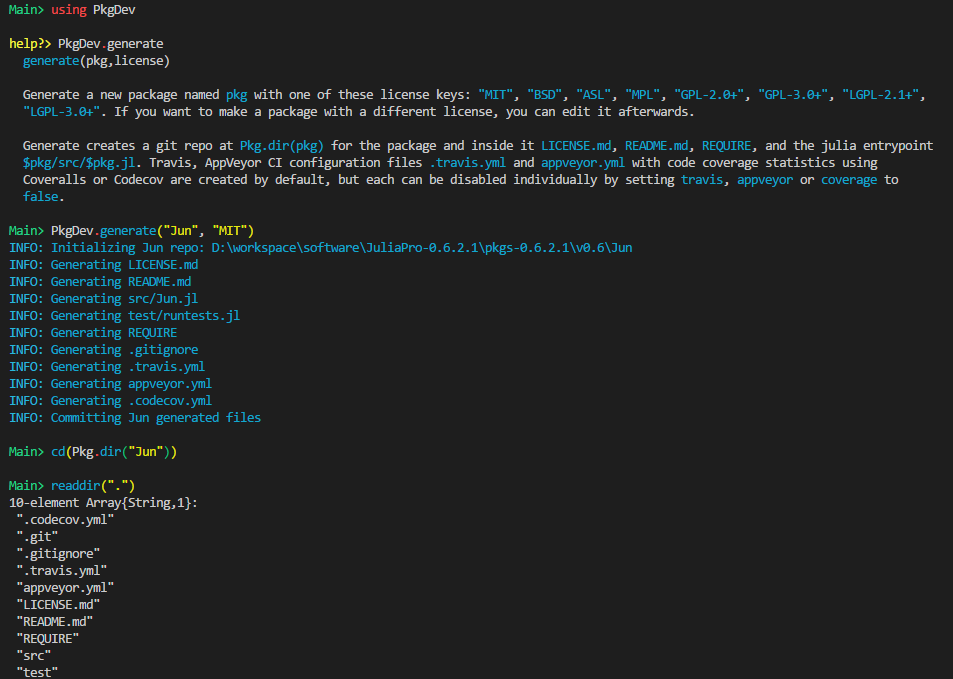 Main> using PkgDev
help?> PkgDev.generate
generate(pkg,license)
Generate a new package named pkg with one of these license keys: "MIT", "BSD", "ASL", "MPL", "GPL-2.0+", "GPL-3.0+", "LGPL-2.1+",
"LGPL-3.0+". If you want to make a package with a different license, you can edit it afterwards.
Generate creates a git repo at Pkg.dir(pkg) for the package and inside it LICENSE.md, README.md, REQUIRE, and the julia entrypoint
$pkg/src/$pkg.jl. Travis, AppVeyor CI configuration files .travis.yml and appveyor.yml with code coverage statistics using
Coveralls or Codecov are created by default, but each can be disabled individually by setting travis, appveyor or coverage to
false.
Main> PkgDev.generate("Jun", "MIT")
INFO: Initializing Jun repo: D:\workspace\software\JuliaPro-0.6.2.1\pkgs-0.6.2.1\v0.6\Jun
INFO: Generating LICENSE.md
INFO: Generating README.md
INFO: Generating src/Jun.jl
INFO: Generating test/runtests.jl
INFO: Generating REQUIRE
INFO: Generating .gitignore
INFO: Generating .travis.yml
INFO: Generating appveyor.yml
INFO: Generating .codecov.yml
INFO: Committing Jun generated files
Main> cd(Pkg.dir("Jun"))
Main> readdir(".")
10-element Array{String,1}:
".codecov.yml"
".git"
".gitignore"
".travis.yml"
"appveyor.yml"
"LICENSE.md"
"README.md"
"REQUIRE"
"src"
"test"